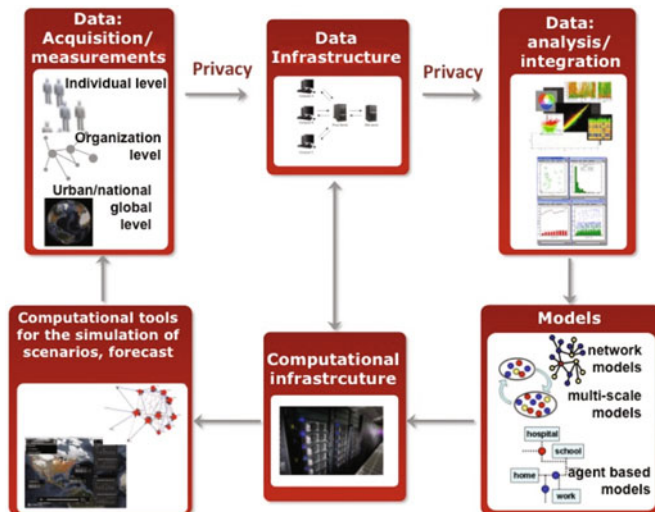 Data:
Acquisition/
measurements
Individual level
Organization
level
Urban/national
global
level
Privacy
Data
Infrastructure
Privacy
Data:
analysis/
integration
Computational tools
for the simulation of
scenarios, forecast
Computational
infrastrcuture
Models
network
models
multi-scale
models
hospital
school
home
agent based
models
work